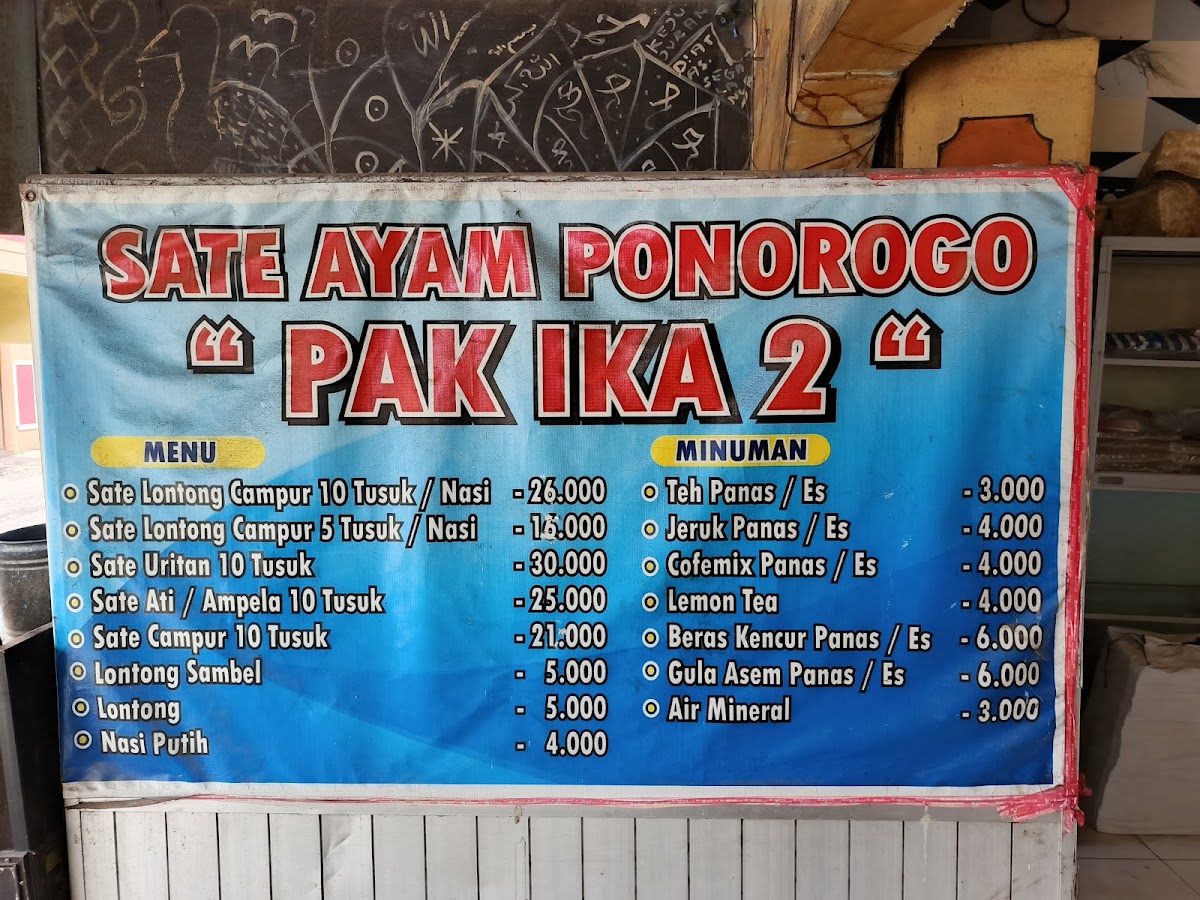 SATE AYAM PONOROGO
“ PAK IKA 2 “
MENU
Sate Lontong Campur 10 Tusuk / Nasi - 26.000
Sate Lontong Campur 5 Tusuk / Nasi - 16.000
Sate Uritan 10 Tusuk - 30.000
Sate Ati / Ampela 10 Tusuk - 25.000
Sate Campur 10 Tusuk - 21.000
Lontong Sambel - 5.000
Lontong - 5.000
Nasi Putih - 4.000
MINUMAN
Teh Panas / Es - 3.000
Jeruk Panas / Es - 4.000
Cofemix Panas / Es - 4.000
Lemon Tea - 4.000
Beras Kencur Panas / Es - 6.000
Gula Asem Panas / Es - 6.000
Air Mineral - 3.000